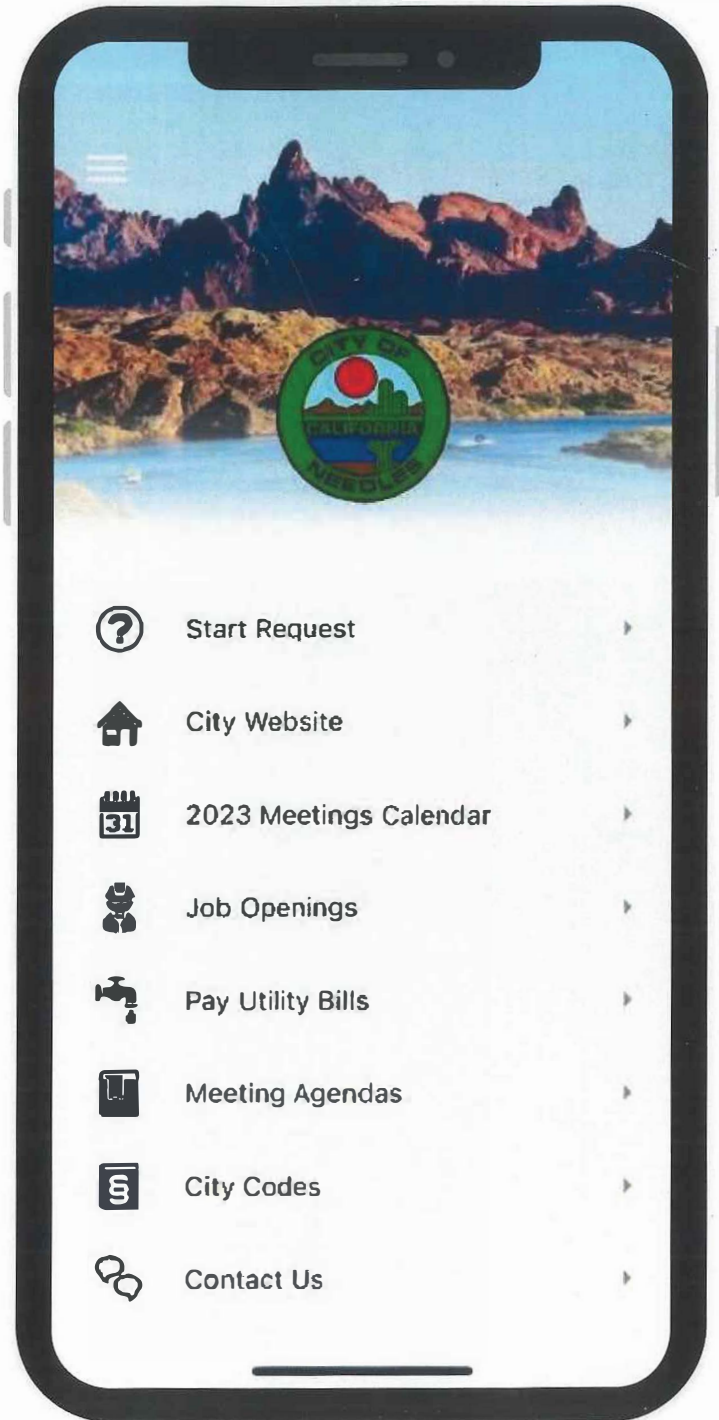 CITY OF
CALIFORNIA
NEEDLES
Start Request
City Website
31
2023 Meetings Calendar
Job Openings
Pay Utility Bills
Meeting Agendas
§
City Codes
Contact Us